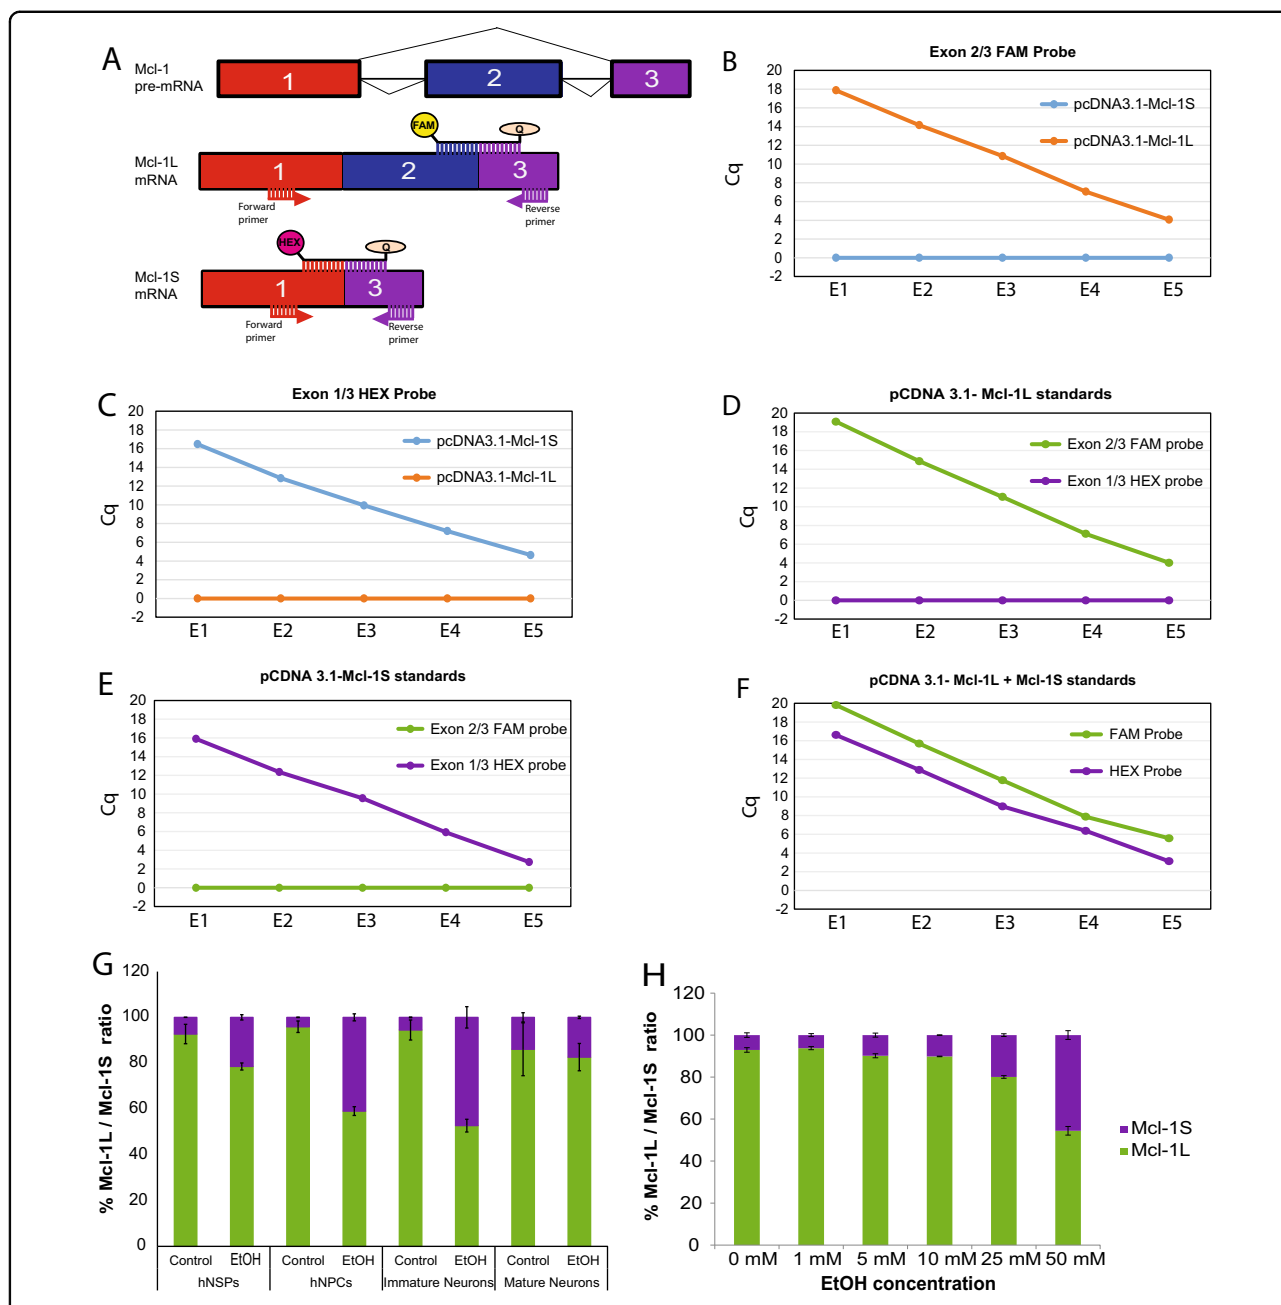 A
Mcl-1
pre-mRNA
1
2
3
FAM
Q
Mcl-1L
mRNA
1
2
3
Forward
primer
Reverse
primer
HEX
Q
Mcl-1S
mRNA
1
3
Forward
primer
Reverse
primer
B
Exon 2/3 FAM Probe
20
18
16
14
12
10
8
6
4
2
0
-2
Cq
pcDNA3.1-Mcl-1S
pcDNA3.1-Mcl-1L
E1 E2 E3 E4 E5
C
Exon 1/3 HEX Probe
20
18
16
14
12
10
8
6
4
2
0
-2
Cq
pcDNA3.1-Mcl-1S
pcDNA3.1-Mcl-1L
E1 E2 E3 E4 E5
D
pCDNA 3.1- Mcl-1L standards
20
18
16
14
12
10
8
6
4
2
0
-2
Cq
Exon 2/3 FAM probe
Exon 1/3 HEX probe
E1 E2 E3 E4 E5
E
pCDNA 3.1-Mcl-1S standards
20
18
16
14
12
10
8
6
4
2
0
-2
Cq
Exon 2/3 FAM probe
Exon 1/3 HEX probe
E1 E2 E3 E4 E5
F
pCDNA 3.1- Mcl-1L + Mcl-1S standards
20
18
16
14
12
10
8
6
4
2
0
-2
Cq
FAM Probe
HEX Probe
E1 E2 E3 E4 E5
G
% Mcl-1L / Mcl-1S ratio
120
100
80
60
40
20
0
Control EtOH Control EtOH Control EtOH Control EtOH
hNSPs hNPCs Immature Neurons Mature Neurons
H
% Mcl-1L / Mcl-1S ratio
120
100
80
60
40
20
0
0 mM 1 mM 5 mM 10 mM 25 mM 50 mM
EtOH concentration
Mcl-1S
Mcl-1L